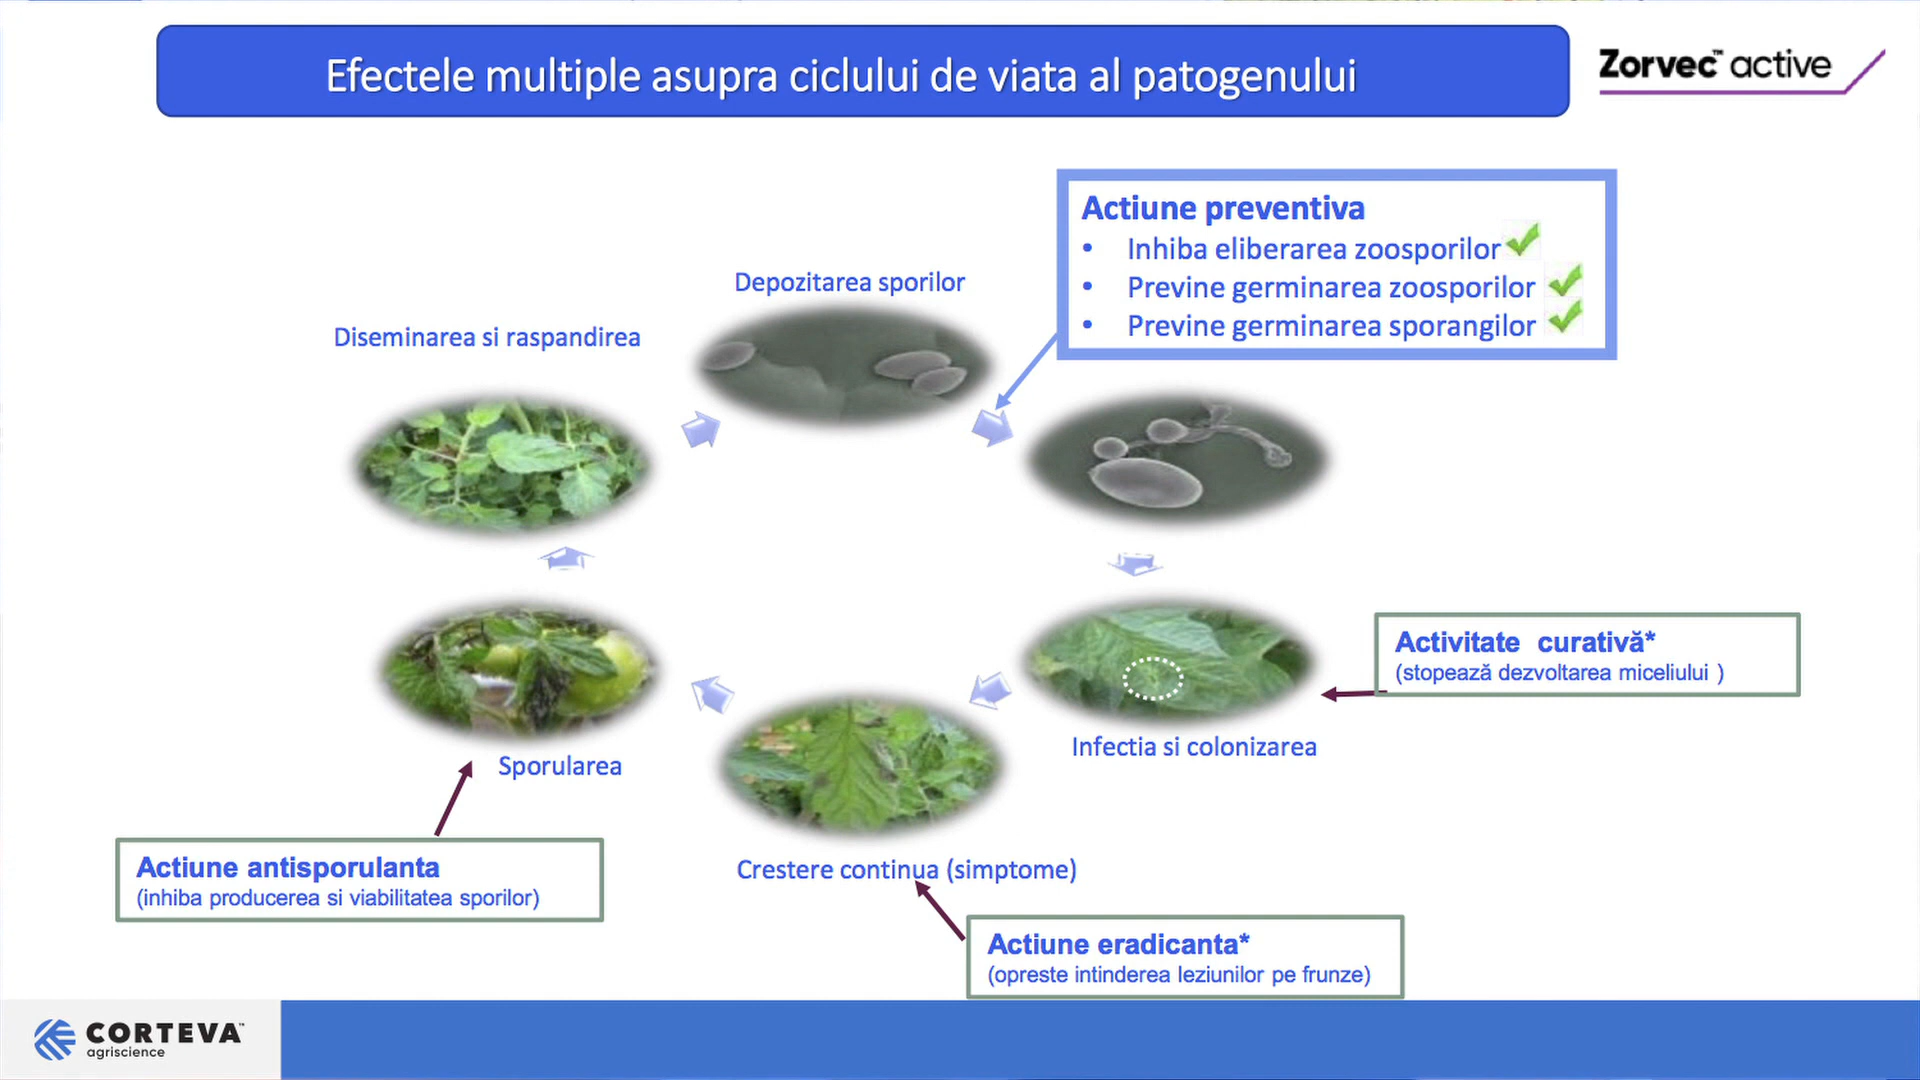 Efectele multiple asupra ciclului de viata al patogenului
Zorvec™ active
Actiune preventiva
• Inhiba eliberarea zoosporilor
• Previne germinarea zoosporilor
• Previne germinarea sporangilor
Depozitarea sporilor
Diseminarea si raspandirea
Activitate curativă*
(stopează dezvoltarea miceliului )
Infectia si colonizarea
Sporularea
Actiune antisporulanta
(inhiba producerea si viabilitatea sporilor)
Crestere continua (simptome)
Actiune eradicanta*
(opreste intinderea leziunilor pe frunze)
CORTEVA™
agriscience